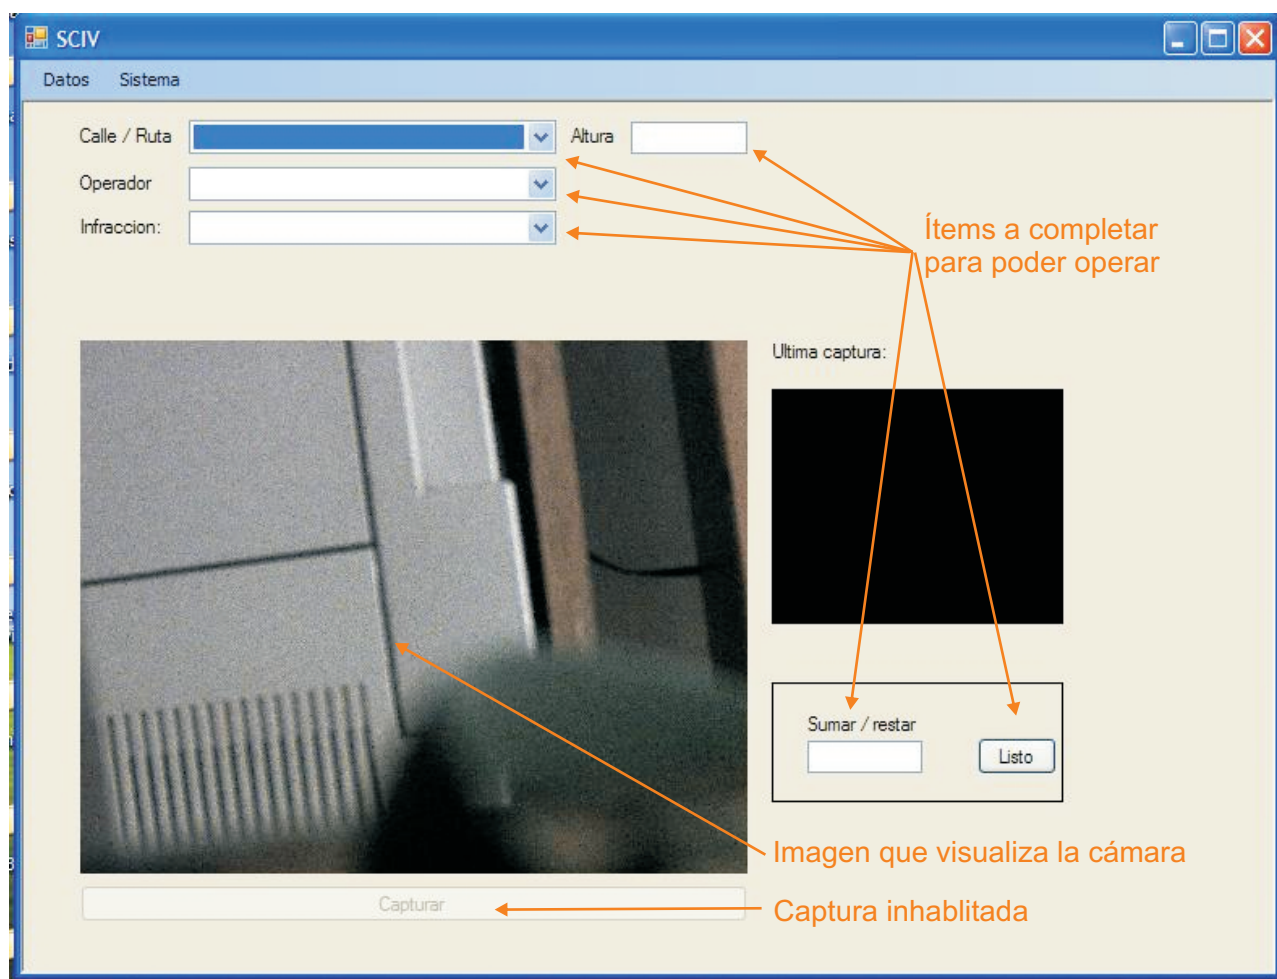 SCIV
Datos Sistema
Calle / Ruta
Altura
Operador
Infraccion:
Ítems a completar
para poder operar
Ultima captura:
Sumar / restar
Listo
Imagen que visualiza la cámara
Capturar
Captura inhablitada